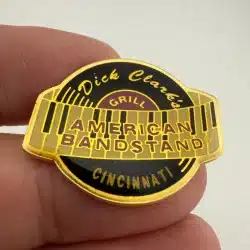 Dick Clark's
GRILL
AMERICAN
BANDSTAND
CINCINNATI